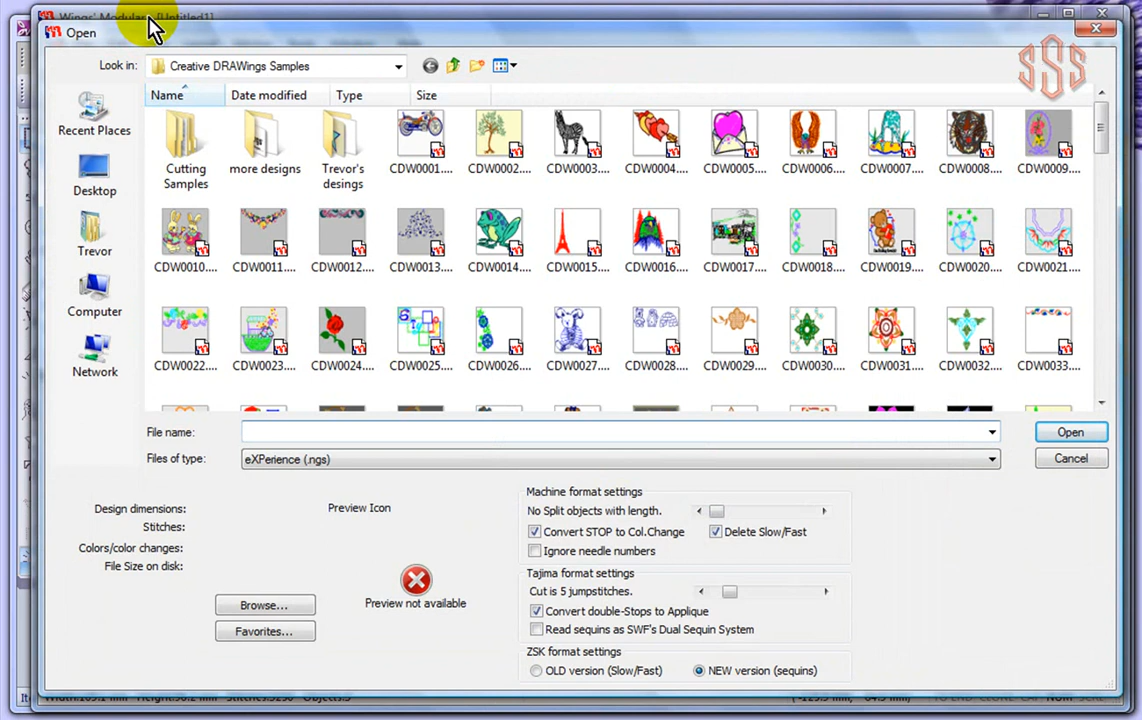 Wings' Modular - [Untitled1]
Open
SSS
Look in: Creative DRAWings Samples
Name Date modified Type Size
Recent Places
Desktop
Trevor
Computer
Network
Cutting Samples
more designs
Trevor's desings
CDW0001.... CDW0002.... CDW0003.... CDW0004.... CDW0005.... CDW0006.... CDW0007.... CDW0008.... CDW0009....
CDW0010.... CDW0011.... CDW0012.... CDW0013.... CDW0014.... CDW0015.... CDW0016.... CDW0017.... CDW0018.... CDW0019.... CDW0020.... CDW0021....
CDW0022.... CDW0023.... CDW0024.... CDW0025.... CDW0026.... CDW0027.... CDW0028.... CDW0029.... CDW0030.... CDW0031.... CDW0032.... CDW0033....
File name: Open
Files of type: eXPerience (.ngs) Cancel
Design dimensions:
Stitches:
Colors/color changes:
File Size on disk:
Preview Icon
Preview not available
Browse...
Favorites...
Machine format settings
No Split objects with length.
Convert STOP to Col.Change Delete Slow/Fast
Ignore needle numbers
Tajima format settings
Cut is 5 jumpstitches.
Convert double-Stops to Applique
Read sequins as SWF's Dual Sequin System
ZSK format settings
OLD version (Slow/Fast) NEW version (sequins)